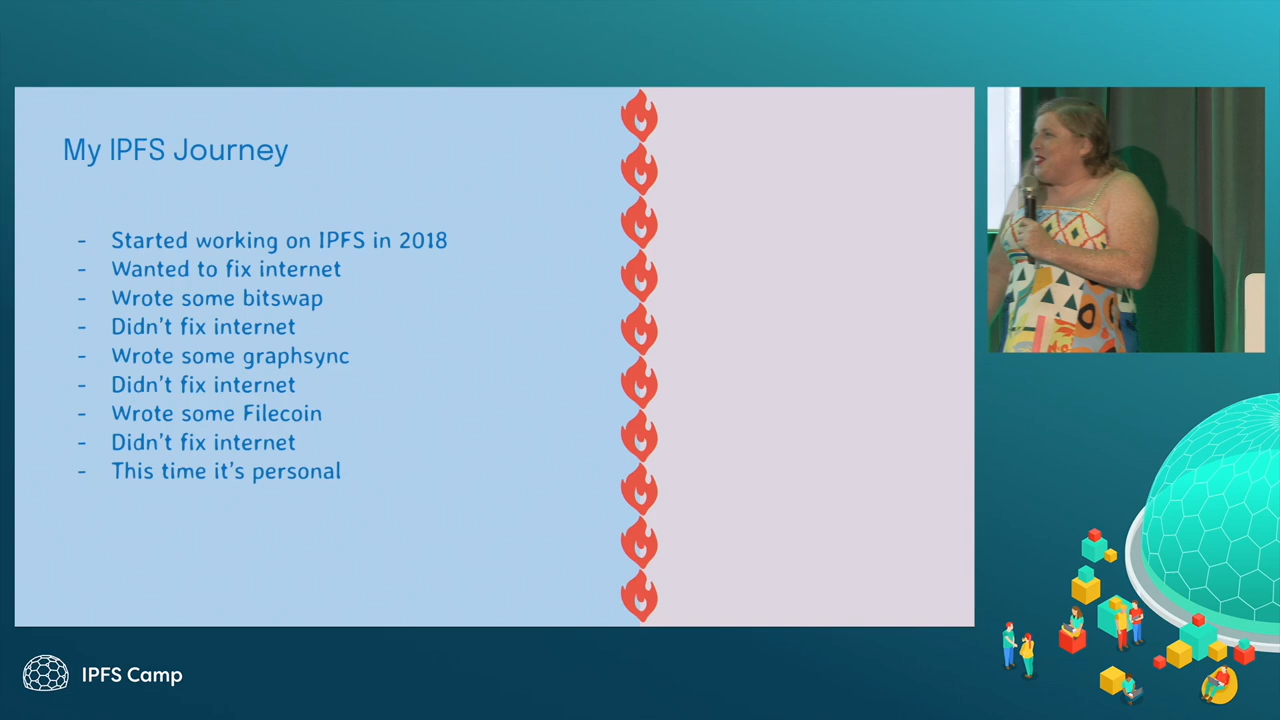 My IPFS Journey
- Started working on IPFS in 2018
- Wanted to fix internet
- Wrote some bitswap
- Didn't fix internet
- Wrote some graphsync
- Didn't fix internet
- Wrote some Filecoin
- Didn't fix internet
- This time it's personal
IPFS Camp